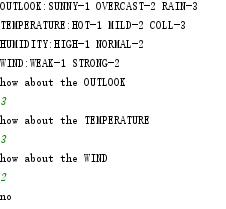 OUTLOOK:SUNNY-1 OVERCAST-2 RAIN-3
TEMPERATURE:HOT-1 MILD-2 COLL-3
HUMIDITY:HIGH-1 NORMAL-2
WIND:WEAK-1 STRONG-2
how about the OUTLOOK
3
how about the TEMPERATURE
3
how about the WIND
2
no